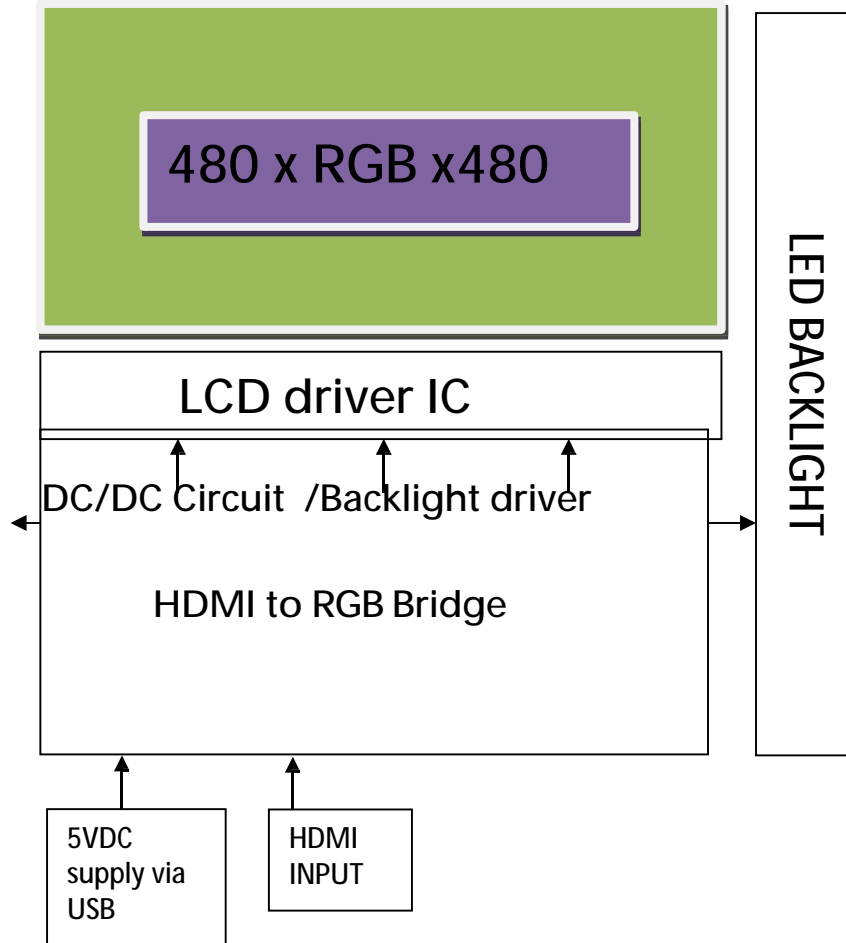 480 x RGB x480
LED BACKLIGHT
LCD driver IC
DC/DC Circuit /Backlight driver
HDMI to RGB Bridge
5VDC
supply via
USB
HDMI
INPUT